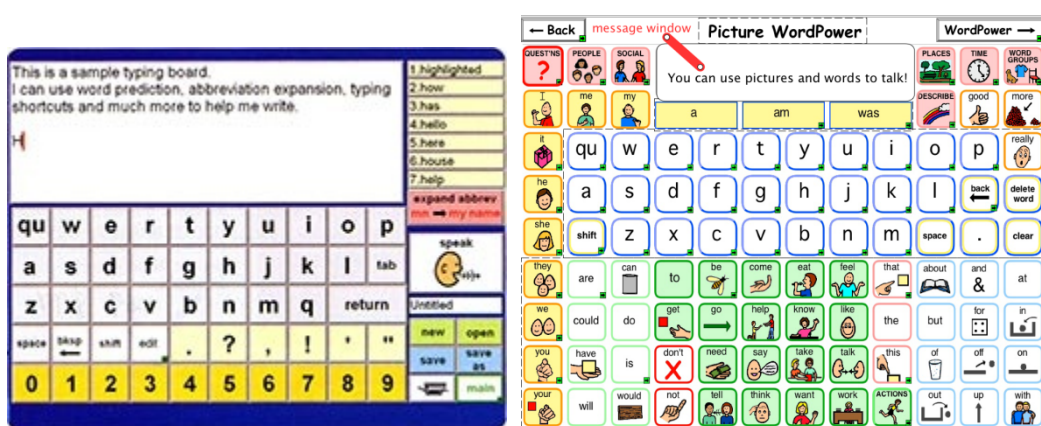 This is a sample typing board.
I can use word prediction, abbreviation expansion, typing
shortcuts and much more to help me write.
H
1.highlighted
2.how
3.has
4.hello
5.here
6.house
7.help
expand abbrev
mn → my name
qu w e r t y u i o p
speak
a s d f g h j k l tab
z x c v b n m q return
Untitled
space bksp shift edit . ? , ! ' "
new open
save save as
0 1 2 3 4 5 6 7 8 9
main
← Back message window Picture WordPower WordPower →
QUEST'NS PEOPLE SOCIAL PLACES TIME WORD GROUPS
?
You can use pictures and words to talk!
I me my DESCRIBE good more
a am was
it qu w e r t y u i o p really
he a s d f g h j k l back delete word
she shift z x c v b n m space . clear
they are can to be come eat feel that about and at
&
we could do get go help know like the but for in
you have is don't need say take talk this of off on
your will would not tell think want work ACTIONS out up with